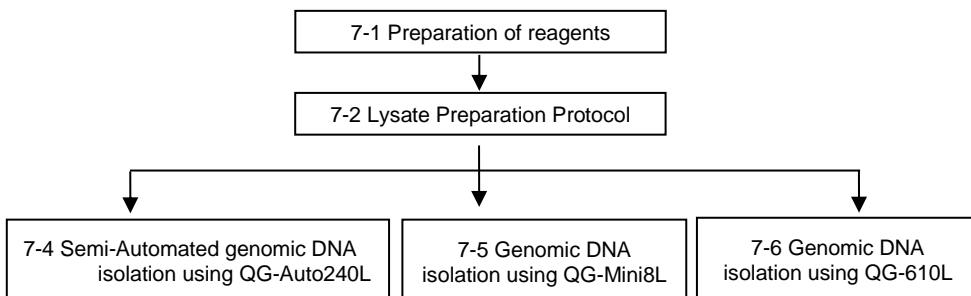 7-1 Preparation of reagents
7-2 Lysate Preparation Protocol
7-4 Semi-Automated genomic DNA
isolation using QG-Auto240L
7-5 Genomic DNA
isolation using QG-Mini8L
7-6 Genomic DNA
isolation using QG-610L